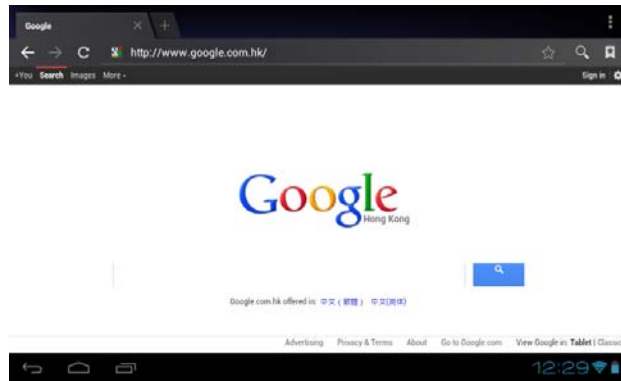 Google
http://www.google.com.hk/
+You Search Images More
Sign in
Google
Hong Kong
Google.com.hk offered in: 中文 ( 繁體 ) 中文(简体)
Advertising Privacy & Terms About Go to Google.com View Google in: Tablet | Classic
12:29